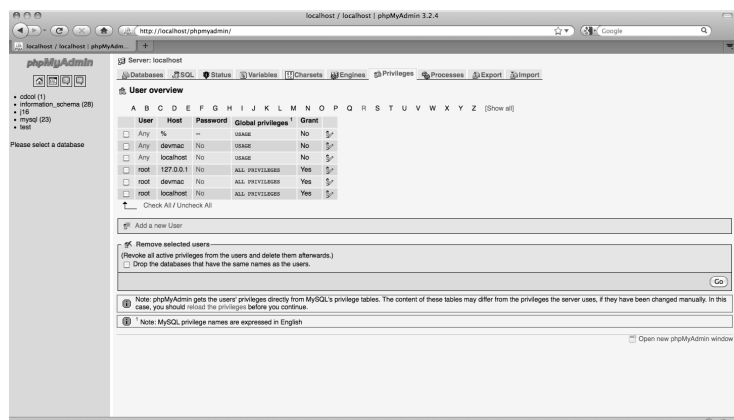 localhost / localhost | phpMyAdmin 3.2.4
http://localhost/phpmyadmin/
Google
localhost / localhost | phpMyAdm...
phpMyAdmin
cdcol (1)
information_schema (28)
j16
mysql (23)
test
Please select a database
Server: localhost
Databases SQL Status Variables Charsets Engines Privileges Processes Export Import
User overview
A B C D E F G H I J K L M N O P Q R S T U V W X Y Z [Show all]
User Host Password Global privileges 1 Grant
Any % -- USAGE No
Any devmac No USAGE No
Any localhost No USAGE No
root 127.0.0.1 No ALL PRIVILEGES Yes
root devmac No ALL PRIVILEGES Yes
root localhost No ALL PRIVILEGES Yes
Check All / Uncheck All
Add a new User
Remove selected users
(Revoke all active privileges from the users and delete them afterwards.)
Drop the databases that have the same names as the users.
Go
Note: phpMyAdmin gets the users' privileges directly from MySQL's privilege tables. The content of these tables may differ from the privileges the server uses, if they have been changed manually. In this
case, you should reload the privileges before you continue.
1 Note: MySQL privilege names are expressed in English
Open new phpMyAdmin window